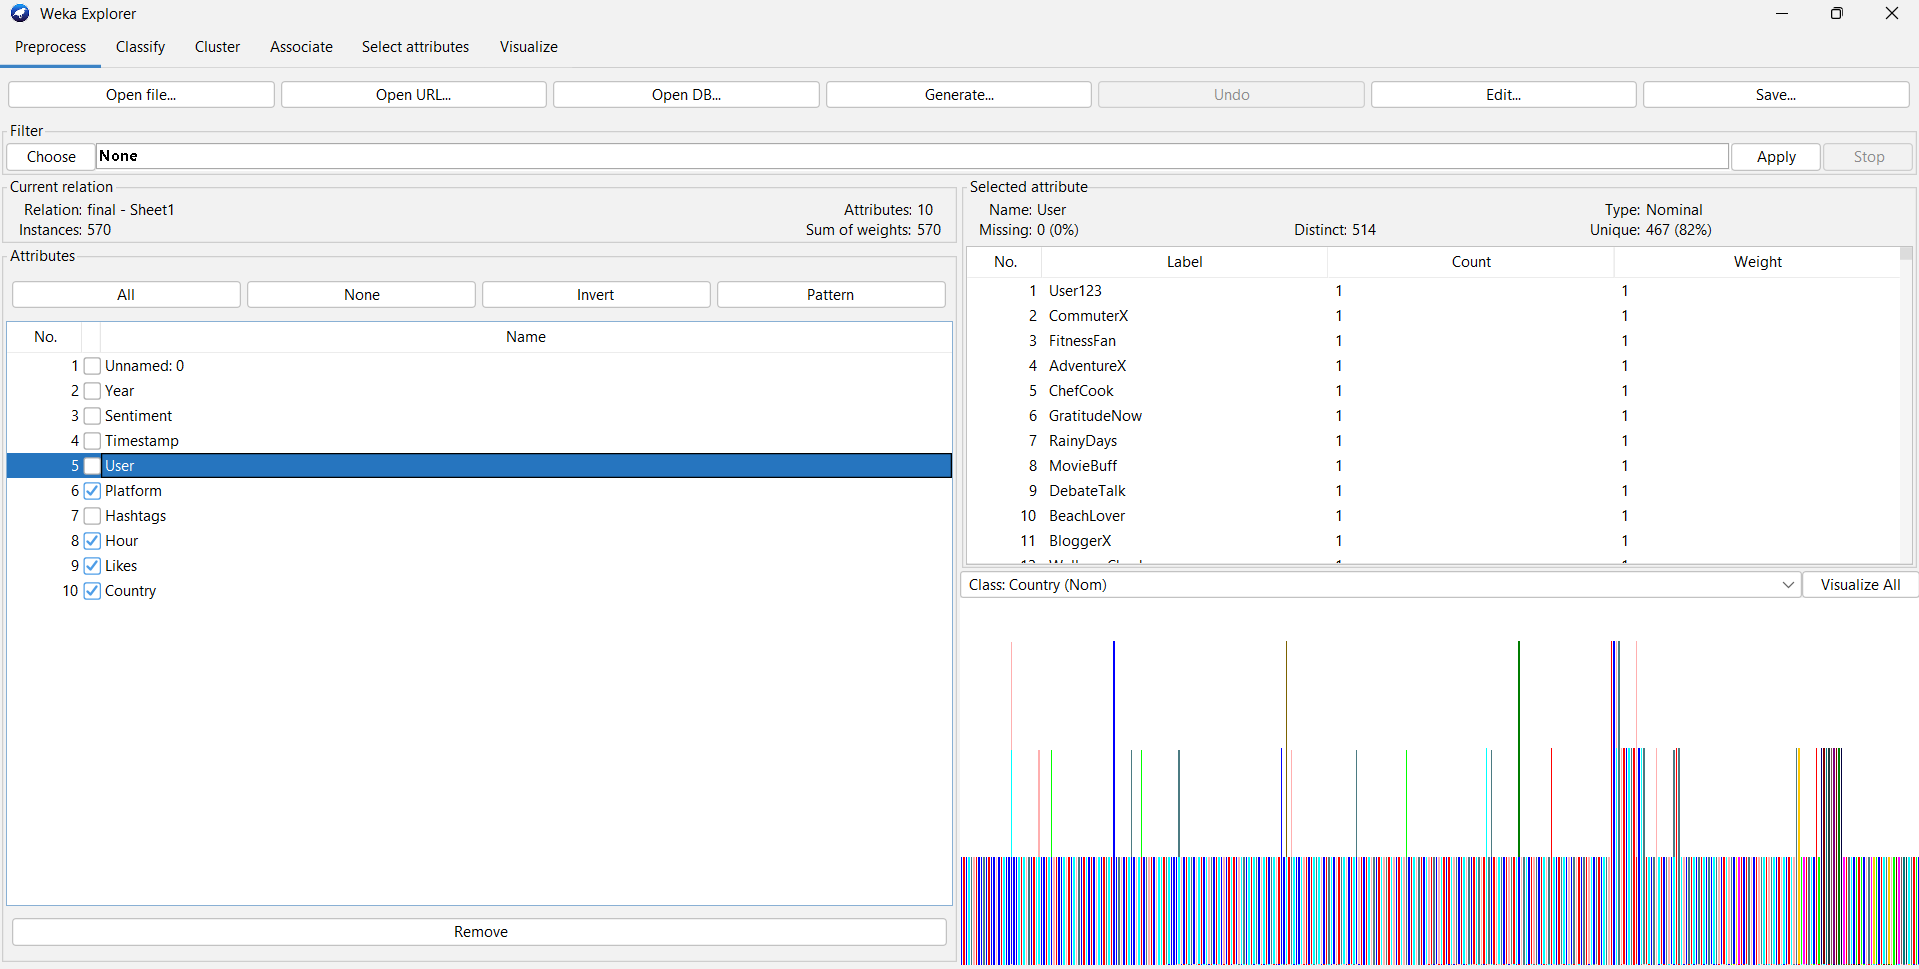 Weka Explorer
Preprocess Classify Cluster Associate Select attributes Visualize
Open file... Open URL... Open DB... Generate... Undo Edit... Save...
Filter
Choose None Apply Stop
Current relation
Relation: final - Sheet1 Attributes: 10
Instances: 570 Sum of weights: 570
Attributes
All None Invert Pattern
No. Name
1 Unnamed: 0
2 Year
3 Sentiment
4 Timestamp
5 User
6 Platform
7 Hashtags
8 Hour
9 Likes
10 Country
Remove
Selected attribute
Name: User Type: Nominal
Missing: 0 (0%) Distinct: 514 Unique: 467 (82%)
No. Label Count Weight
1 User123 1 1
2 CommuterX 1 1
3 FitnessFan 1 1
4 AdventureX 1 1
5 ChefCook 1 1
6 GratitudeNow 1 1
7 RainyDays 1 1
8 MovieBuff 1 1
9 DebateTalk 1 1
10 BeachLover 1 1
11 BloggerX 1 1
Class: Country (Nom) Visualize All